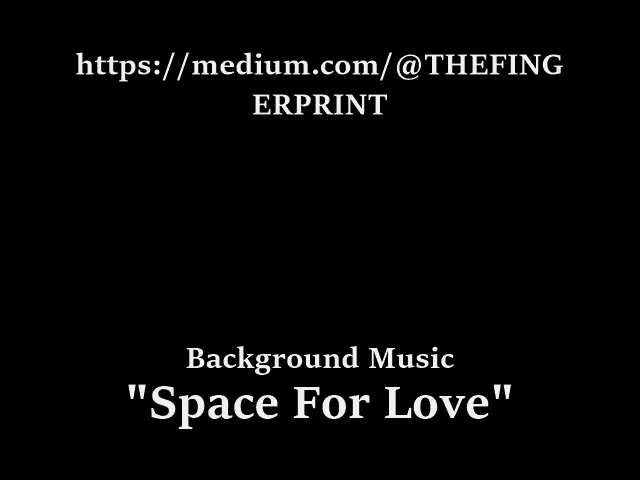 https://medium.com/@THEFING
ERPRINT
Background Music
"Space For Love"